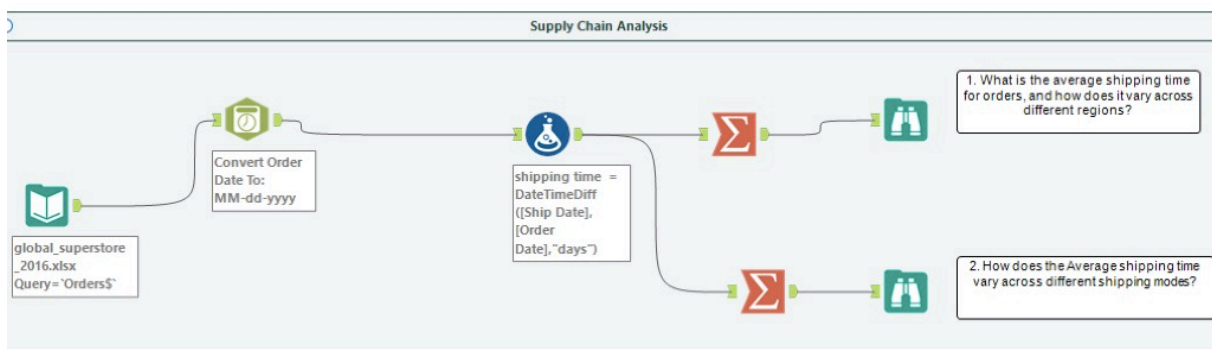 Supply Chain Analysis
1. What is the average shipping time
for orders, and how does it vary across
different regions?
Convert Order
Date To:
MM-dd-yyyy
shipping time =
DateTimeDiff
([Ship Date],
[Order
Date],"days")
global_superstore
_2016.xlsx
Query=`Orders$`
2. How does the Average shipping time
vary across different shipping modes?